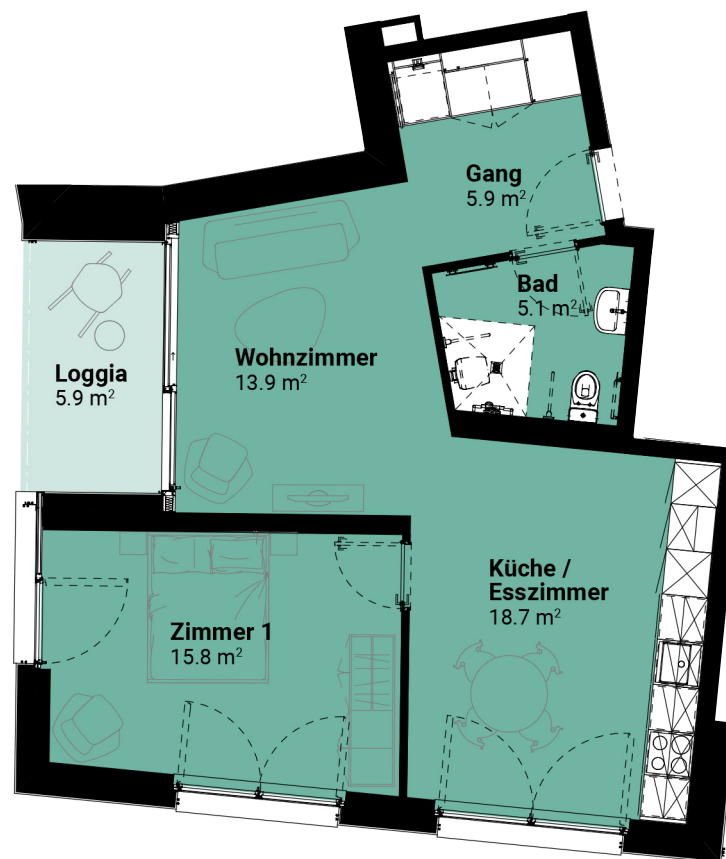 Gang
5.9 m²
Bad
5.1 m²
Wohnzimmer
13.9 m²
Loggia
5.9 m²
Küche /
Esszimmer
18.7 m²
Zimmer 1
15.8 m²